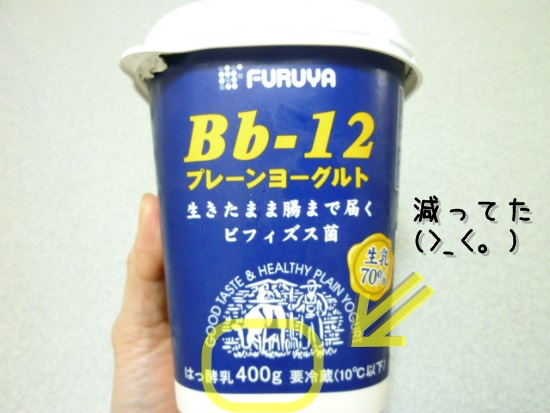 FURUYA
Bb-12
プレーンヨーグルト
生きたまま腸まで届く
ビフィズス菌
減ってた
(>_<。)
生乳
70%
GOOD TASTE & HEALTHY PLAIN YOGURT
はっ酵乳 400g 要冷蔵(10℃以下)